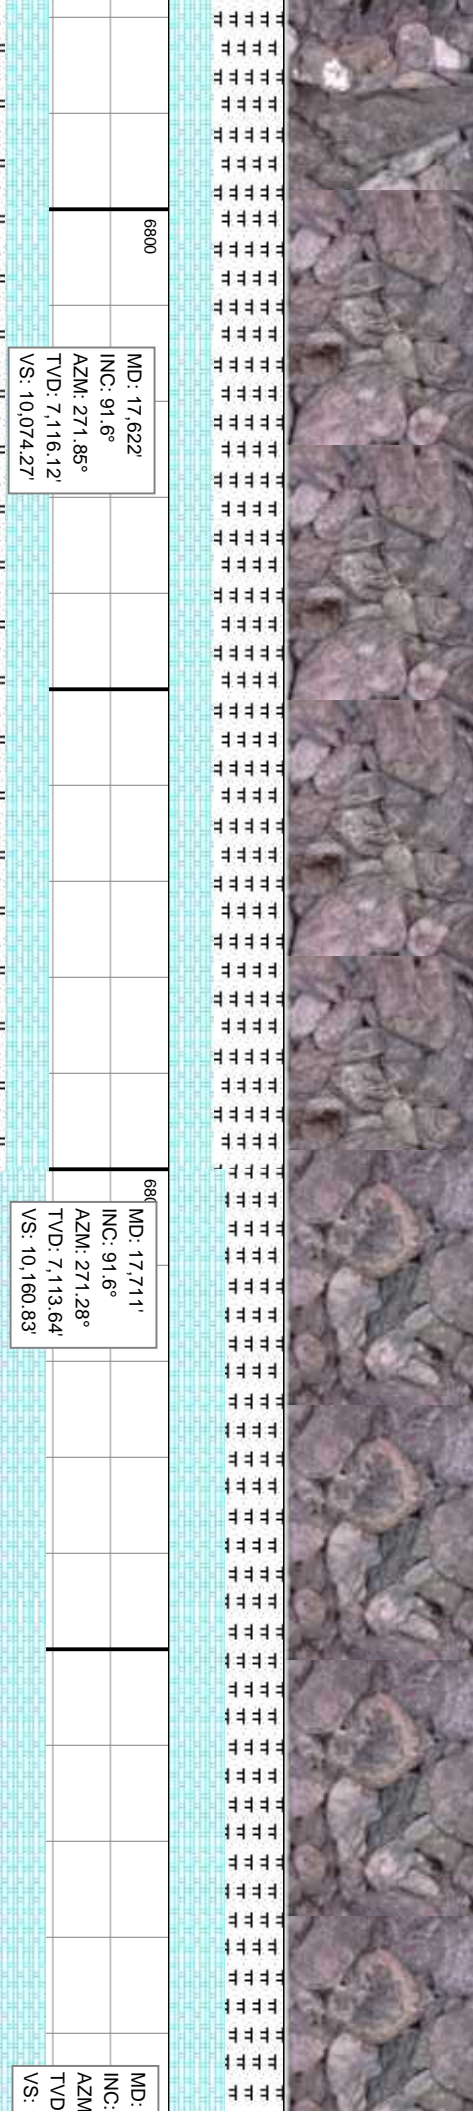 6800
MD: 17,622'
INC: 91.6°
AZM: 271.85°
TVD: 7,116.12'
VS: 10,074.27'
680
MD: 17,711'
INC: 91.6°
AZM: 271.28°
TVD: 7,113.64'
VS: 10,160.83'
MD:
INC:
AZM
TVD
VS: